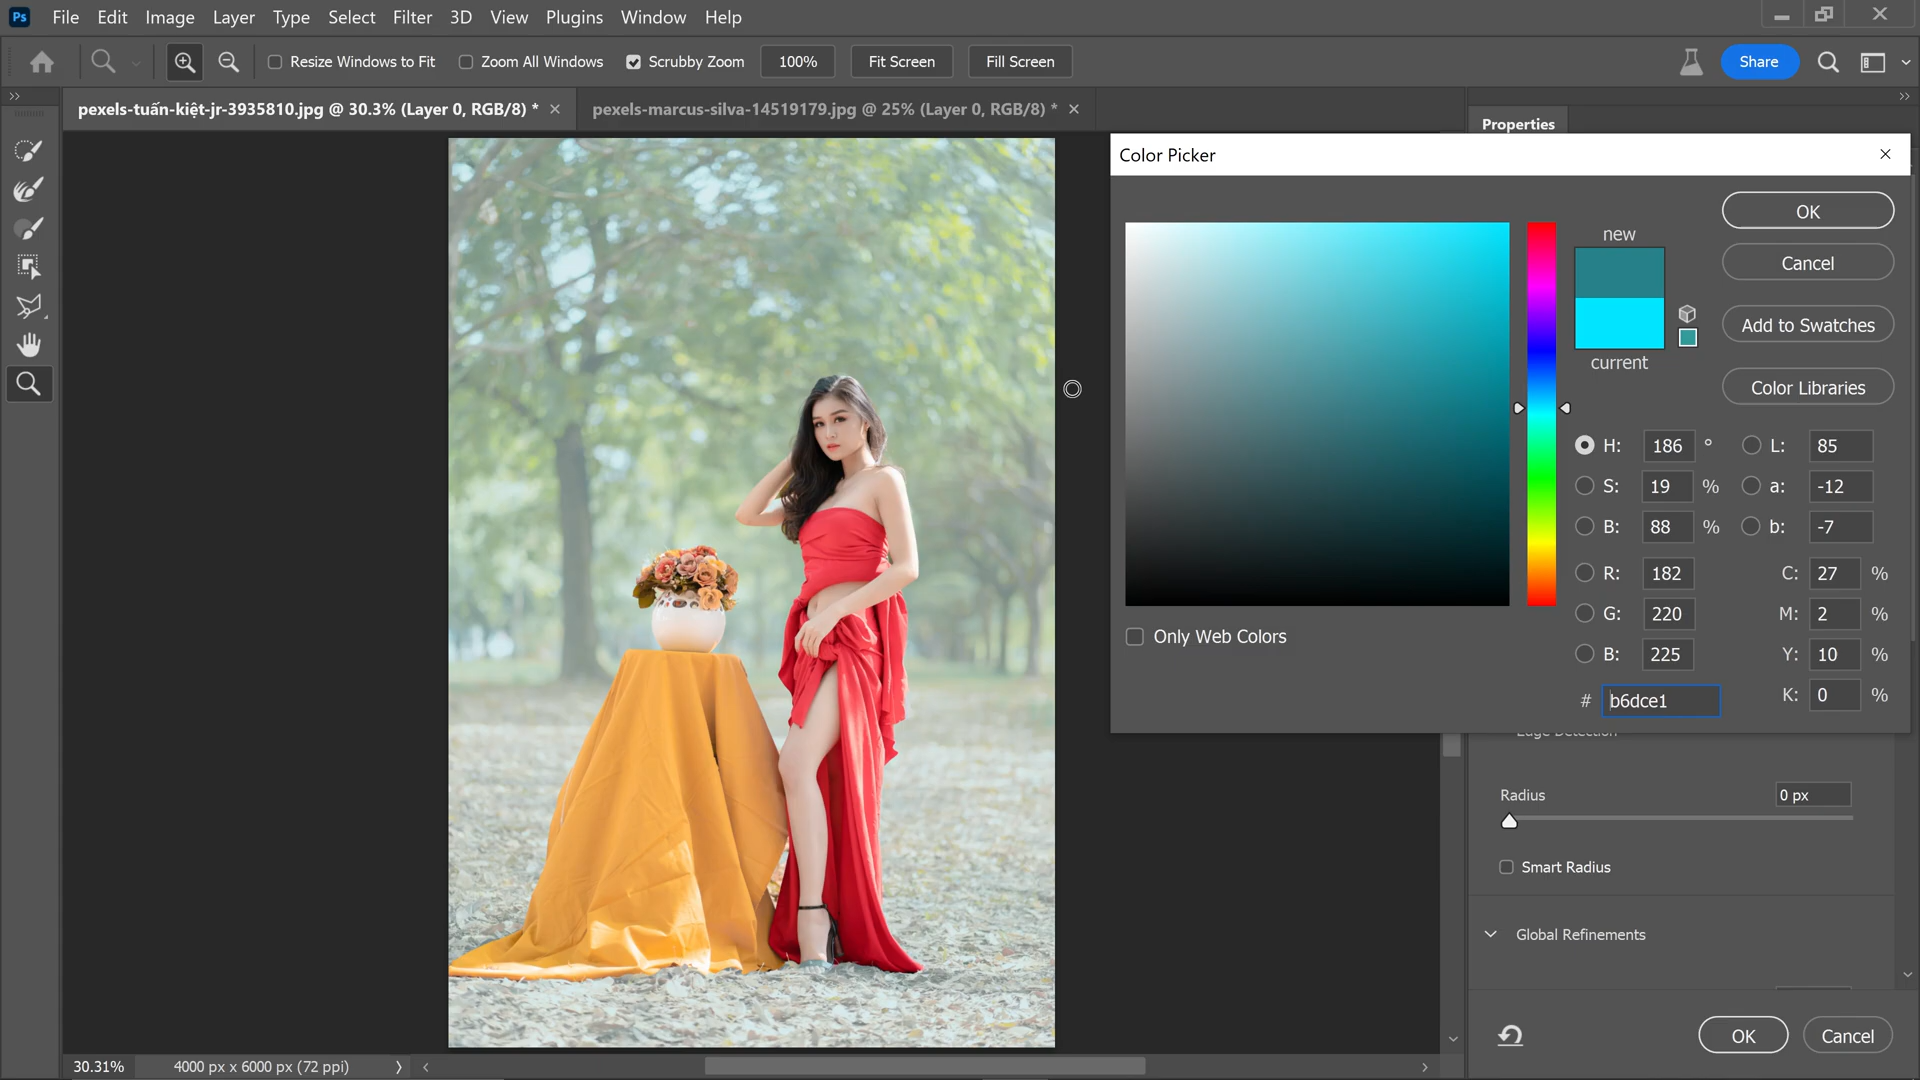 Ps File Edit Image Layer Type Select Filter 3D View Plugins Window Help
Resize Windows to Fit Zoom All Windows Scrubby Zoom 100% Fit Screen Fill Screen Share
pexels-tuấn-kiệt-jr-3935810.jpg @ 30.3% (Layer 0, RGB/8) * pexels-marcus-silva-14519179.jpg @ 25% (Layer 0, RGB/8) *
Properties
Color Picker
OK
new
Cancel
Add to Swatches
current
Color Libraries
H: 186 ° L: 85
S: 19 % a: -12
B: 88 % b: -7
R: 182 C: 27 %
G: 220 M: 2 %
B: 225 Y: 10 %
# b6dce1 K: 0 %
Only Web Colors
Edge Detection
Radius 0 px
Smart Radius
Global Refinements
OK Cancel
30.31% 4000 px x 6000 px (72 ppi)